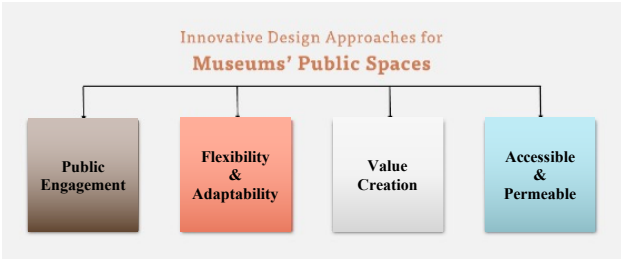 Innovative Design Approaches for
Museums’ Public Spaces
Public
Engagement
Flexibility
&
Adaptability
Value
Creation
Accessible
&
Permeable